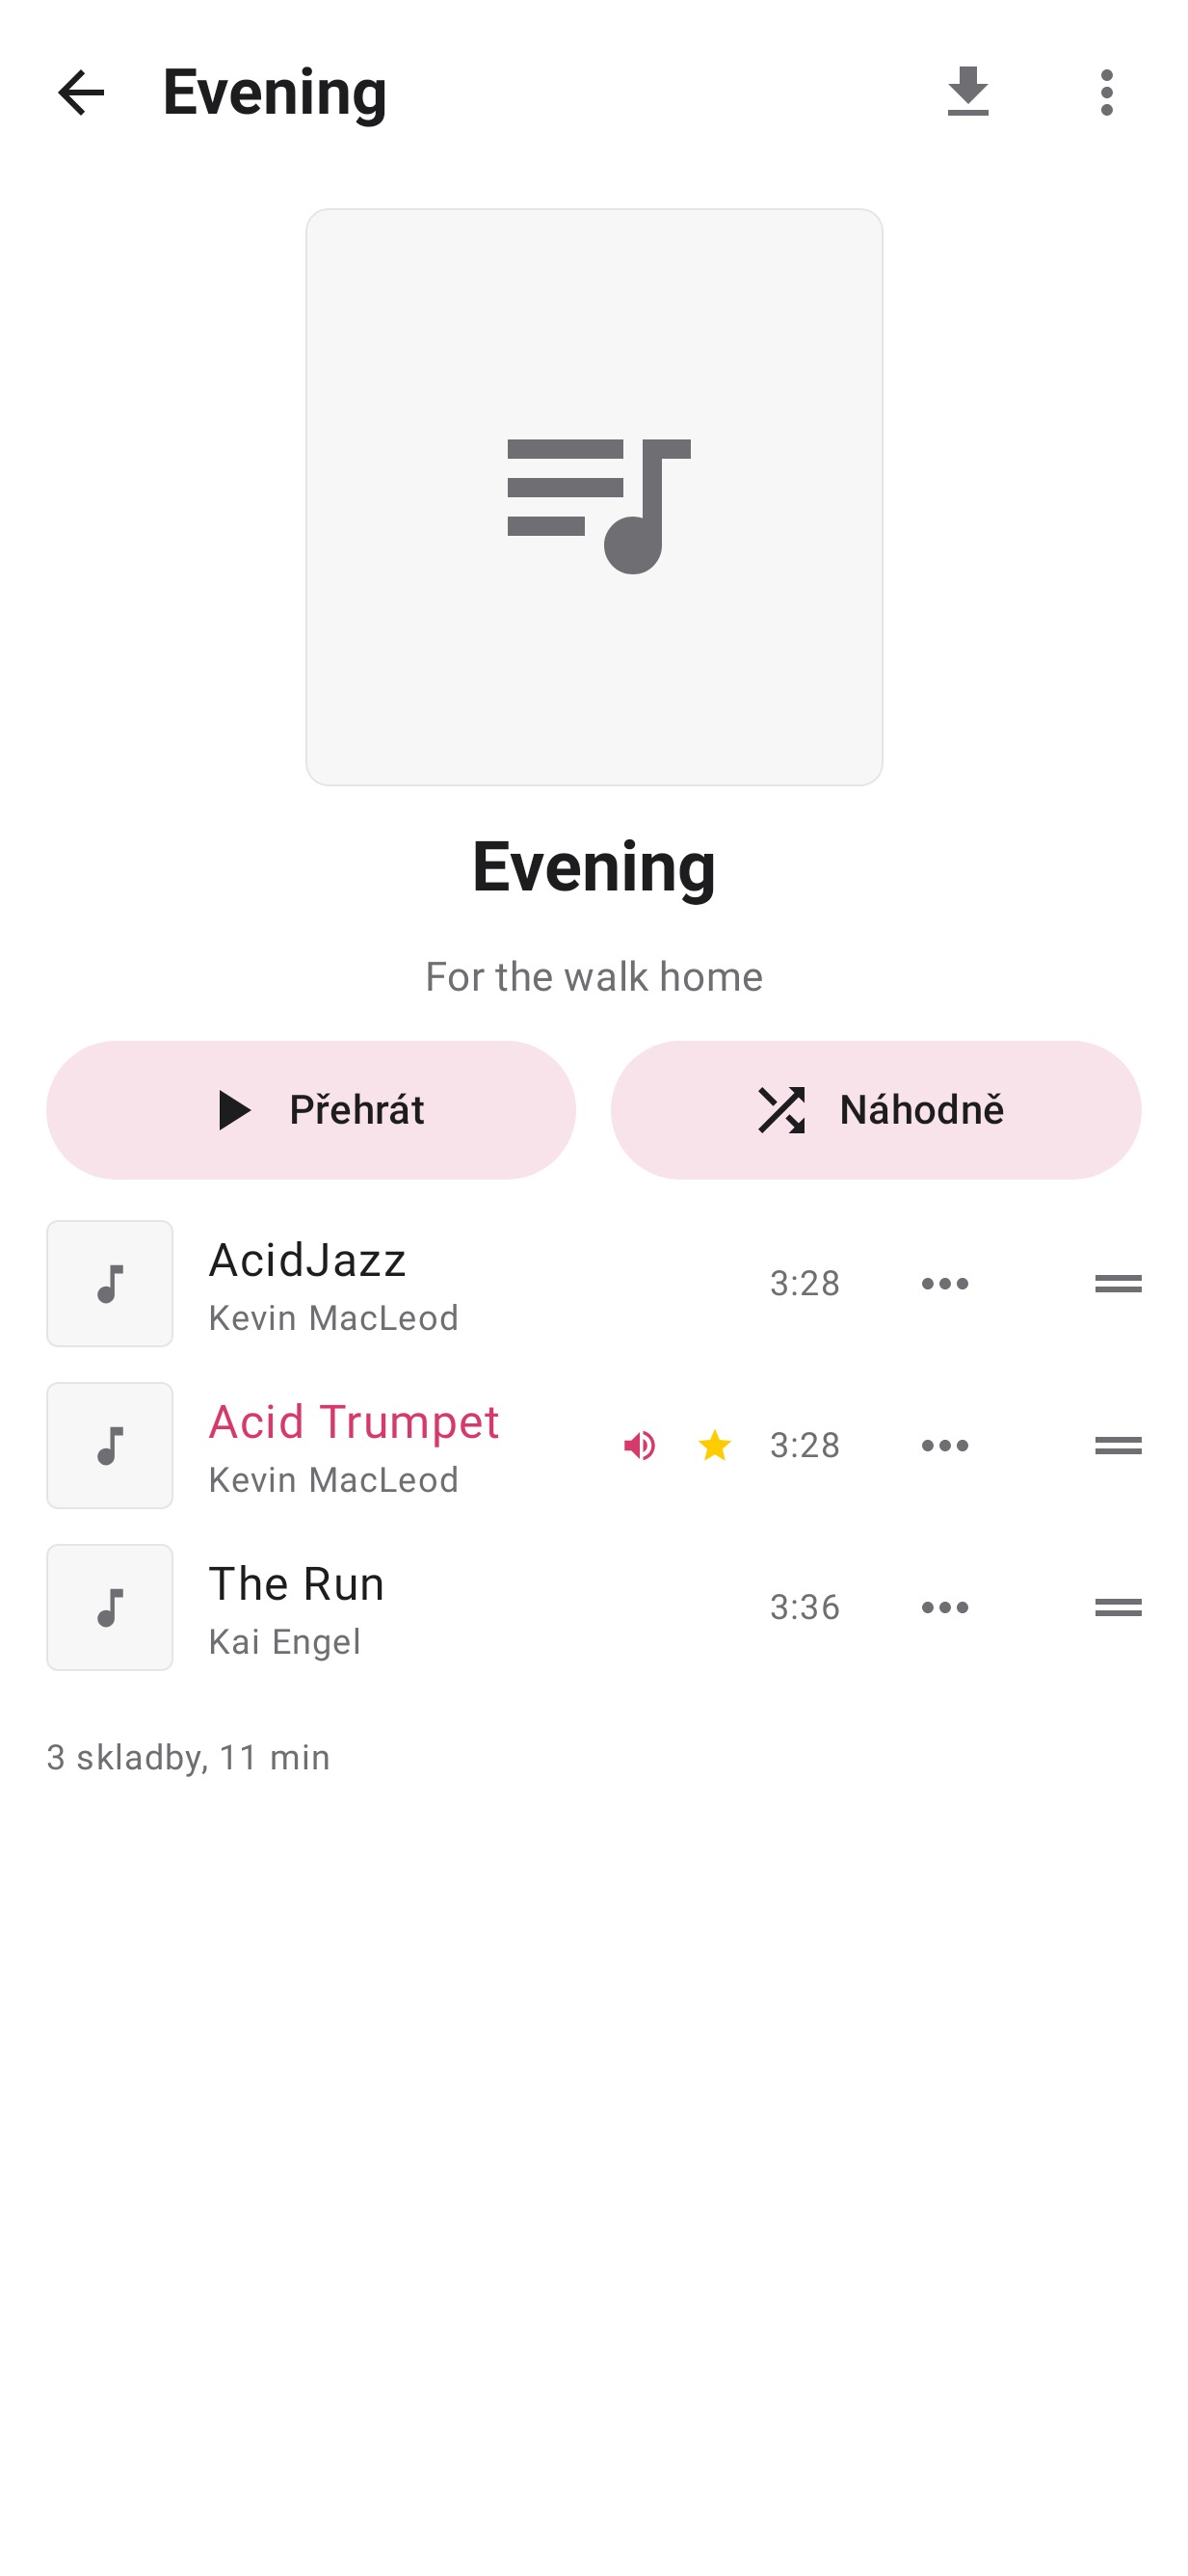 Evening
Evening
For the walk home
Přehrát
Náhodně
AcidJazz
Kevin MacLeod
3:28
Acid Trumpet
Kevin MacLeod
3:28
The Run
Kai Engel
3:36
3 skladby, 11 min